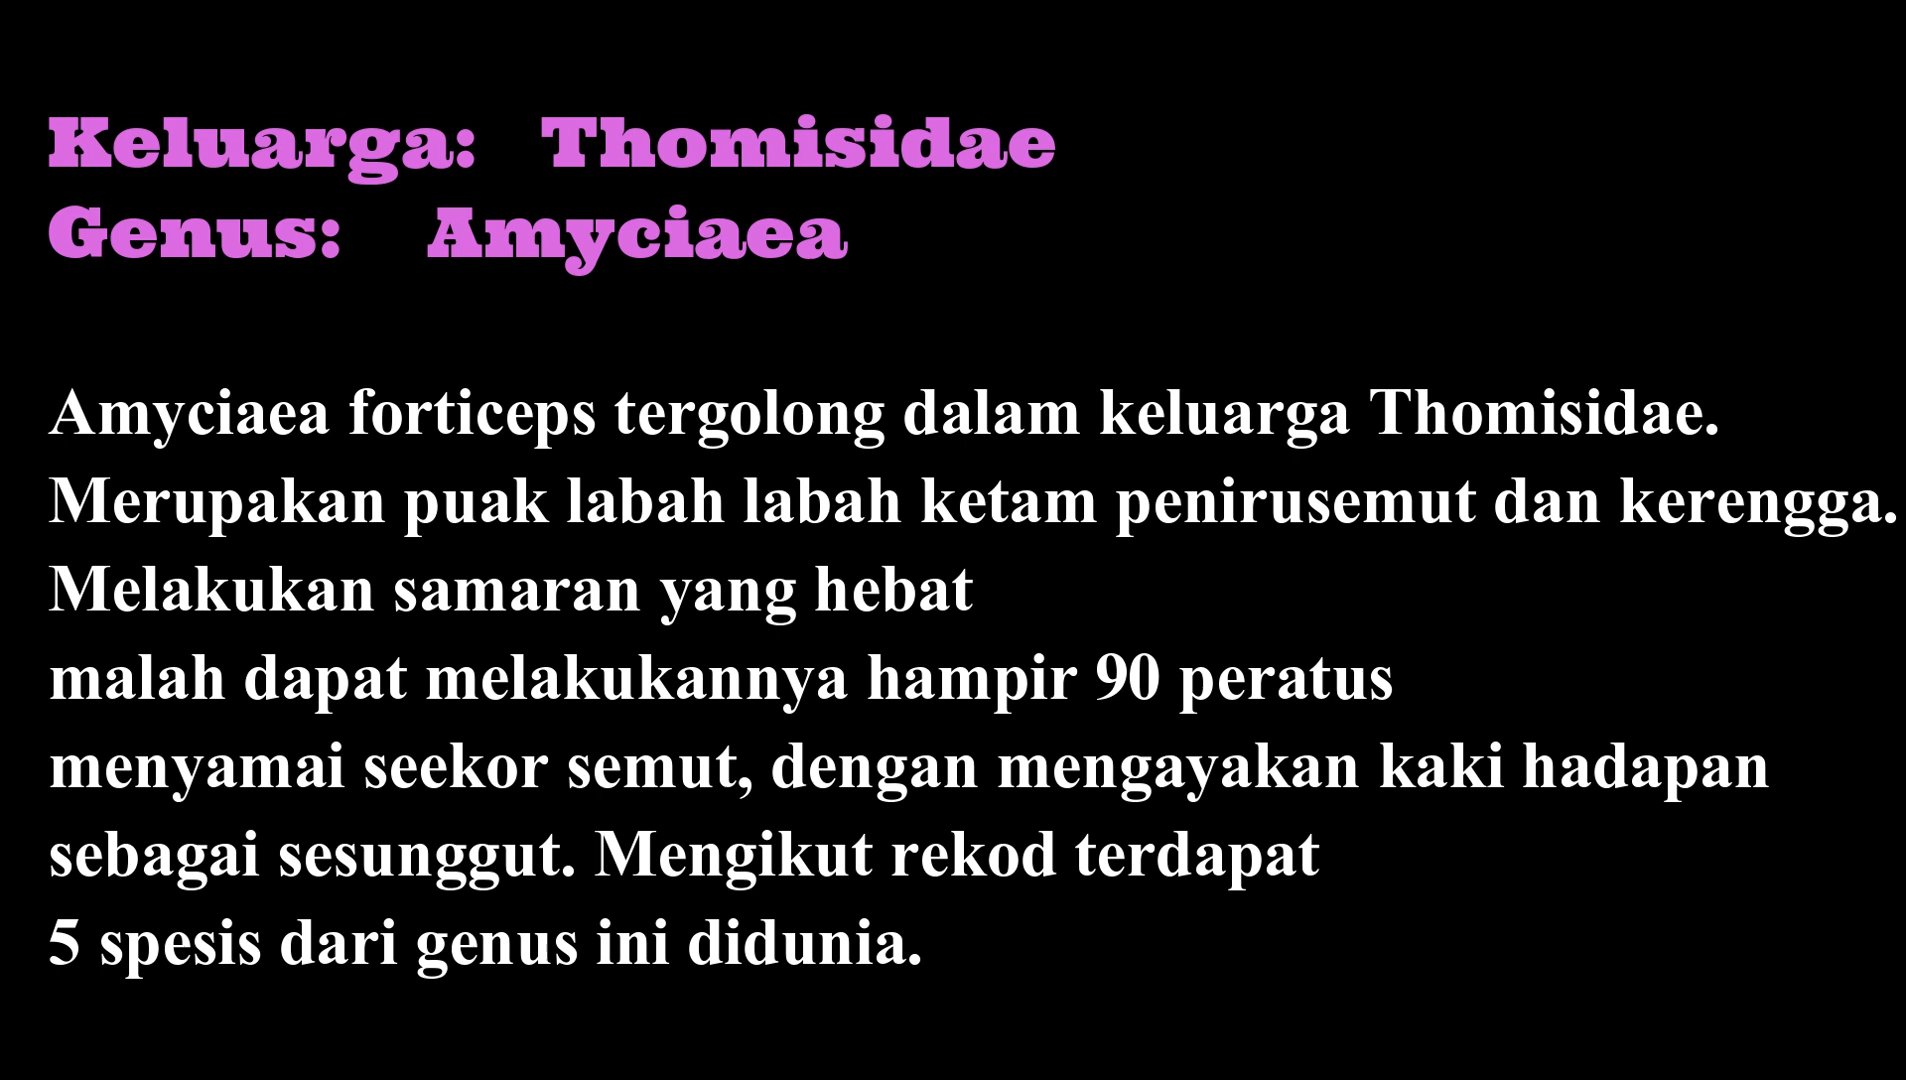 Keluarga: Thomisidae
Genus: Amyciaea
Amyciaea forticeps tergolong dalam keluarga Thomisidae.
Merupakan puak labah labah ketam penirusemut dan kerengga.
Melakukan samaran yang hebat
malah dapat melakukannya hampir 90 peratus
menyamai seekor semut, dengan mengayakan kaki hadapan
sebagai sesunggut. Mengikut rekod terdapat
5 spesis dari genus ini didunia.